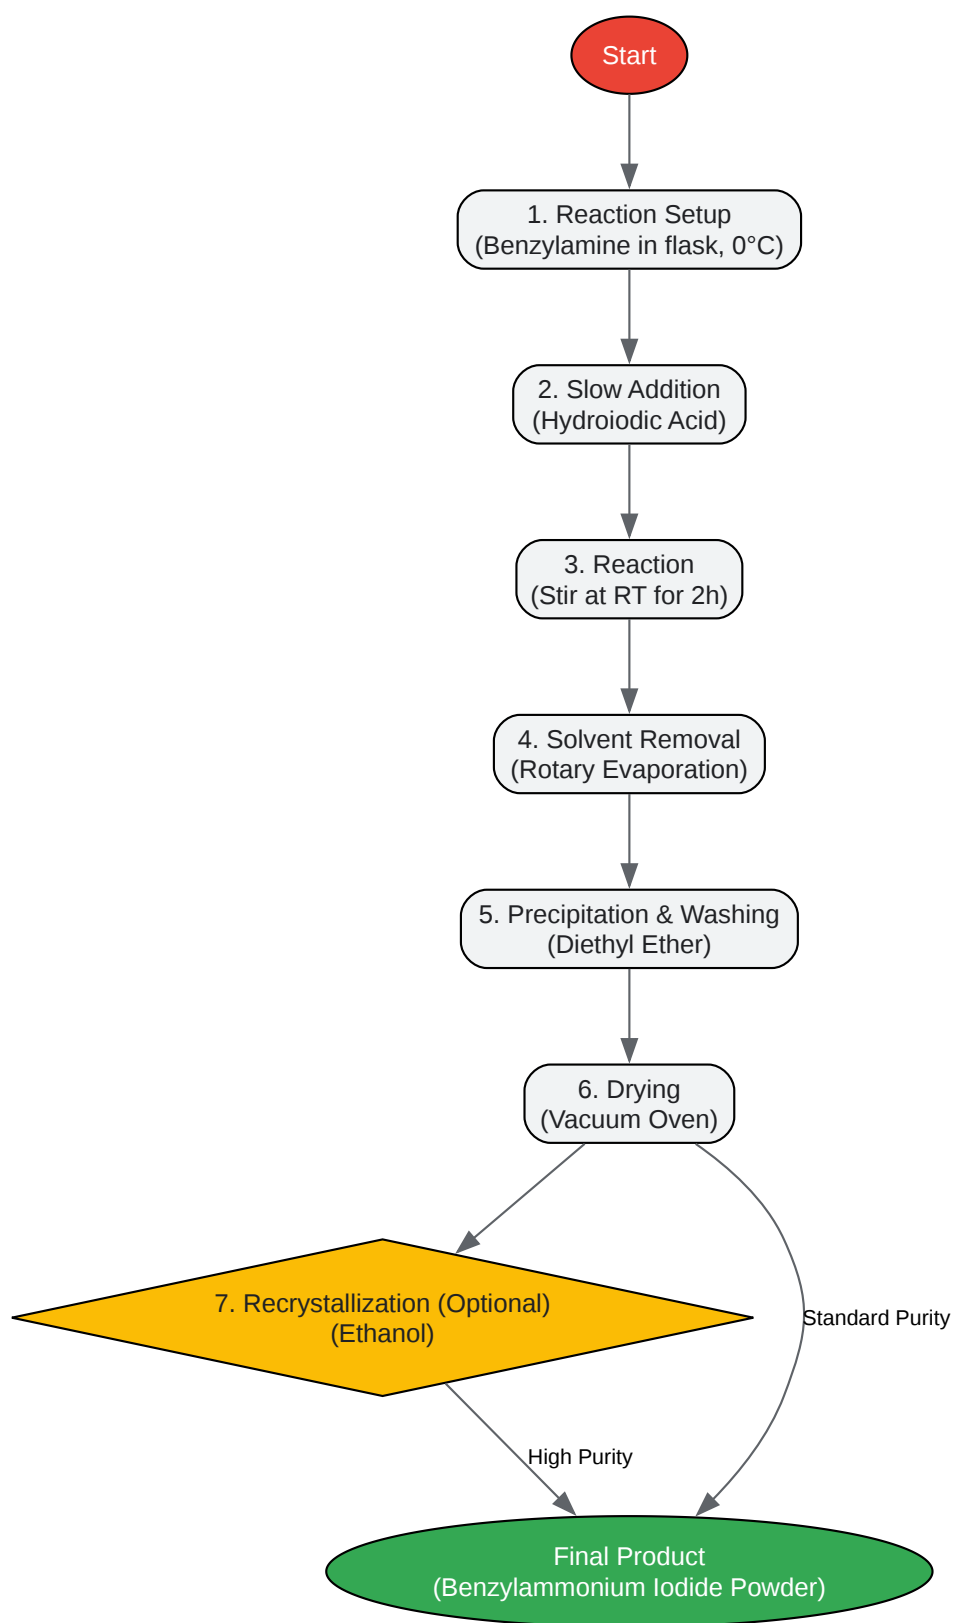 Start
1. Reaction Setup
(Benzylamine in flask, 0°C)
2. Slow Addition
(Hydroiodic Acid)
3. Reaction
(Stir at RT for 2h)
4. Solvent Removal
(Rotary Evaporation)
5. Precipitation & Washing
(Diethyl Ether)
6. Drying
(Vacuum Oven)
7. Recrystallization (Optional)
(Ethanol)
Standard Purity
High Purity
Final Product
(Benzylammonium Iodide Powder)